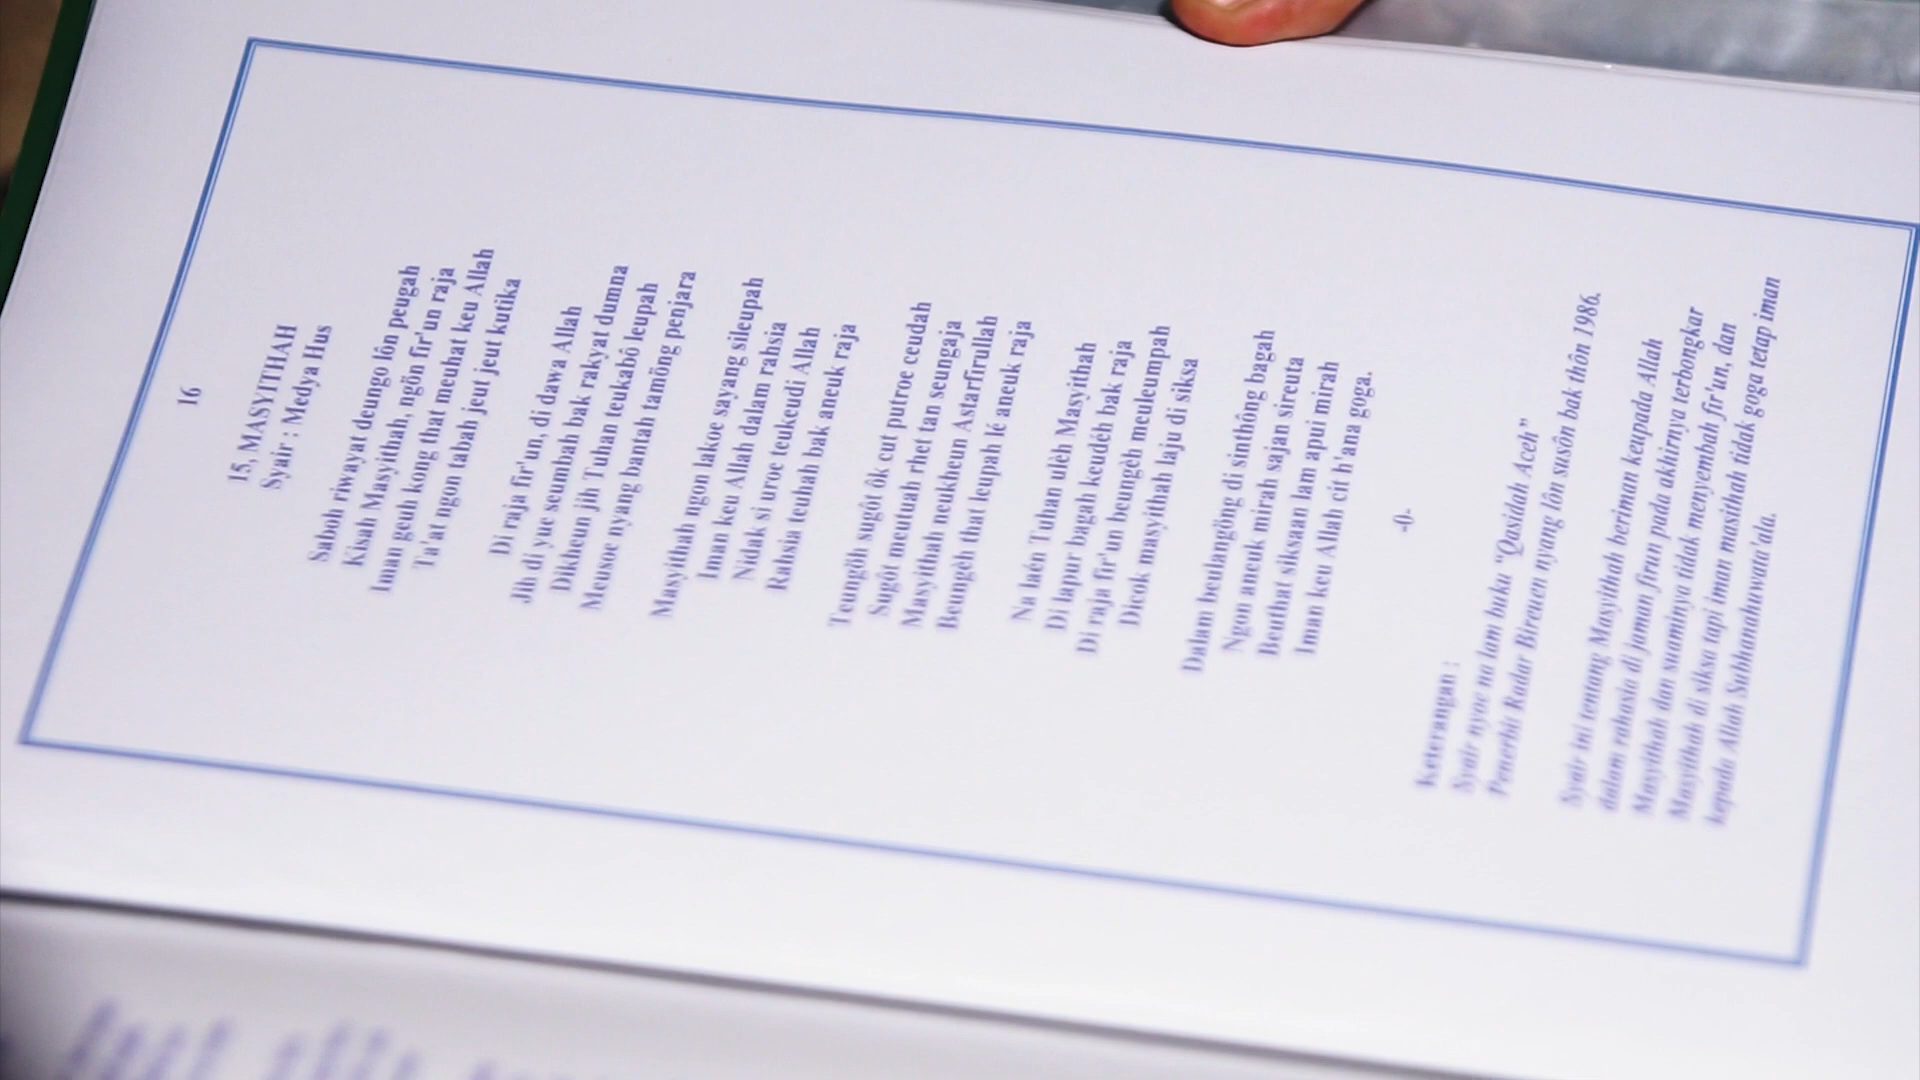 16
15, MASYITHAH
Syair : Medya Hus
Saboh riwayat deungo lôn peugah
Kisah Masyithah, ngön fir'un raja
Iman geuh kong that meuhat keu Allah
Ta'at ngon tabah jeut jeut kutika
Di raja fir'un, di dawa Allah
Jih di yue seumbah bak rakyat dumna
Dikheun jih Tuhan teukabô leupah
Meusoe nyang bantah tamöng penjara
Masyithah ngon lakoe sayang sileupah
Iman keu Allah dalam rahsia
Nidak si uroe teukeudi Allah
Rahsia teuhah bak aneuk raja
Teungöh sugôt ôk cut putroe ceudah
Sugôt meutuah rhet tan seungaja
Masyithah neukheun Astarfirullah
Beungèh that leupah lé aneuk raja
Na laén Tuhan ulèh Masyithah
Di lapur bagah keudéh bak raja
Di raja fir'un beungèh meuleumpah
Dicok masyithah laju di siksa
Dalam beulangöng di sinthông bagah
Ngon aneuk mirah sajan sireuta
Beuthat siksaan lam apui mirah
Iman keu Allah cit h'ana goga.
-0-
Keterangan :
Syair nyoe na lam buku "Qasidah Aceh"
Penerbit Radar Bireuen nyang lôn susôn bak thôn 1986.
Syair ini tentang Masyithah beriman keupada Allah
dalam rahasia di jaman firun pada akhirnya terbongkar
Masyithah dan suaminya tidak menyembah fir'un, dan
Masyithah di siksa tapi iman masithah tidak goga tetap iman
kepada Allah Subhanahuwata'ala.